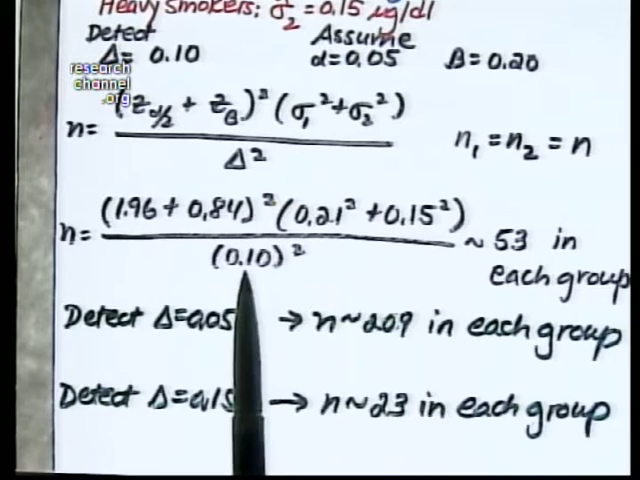 Heavy Smokers: σ₂ = 0.15 µg/dl
Detect Assume
Δ = 0.10 α=0.05 β=0.20
research
channel
.org
n = (z_α/2 + z_β)² (σ₁² + σ₂²) / Δ² n₁ = n₂ = n
n = (1.96 + 0.84)² (0.21² + 0.15²) / (0.10)² ~ 53 in
each group
Detect Δ=0.05 → n~209 in each group
Detect Δ=0.15 → n~23 in each group